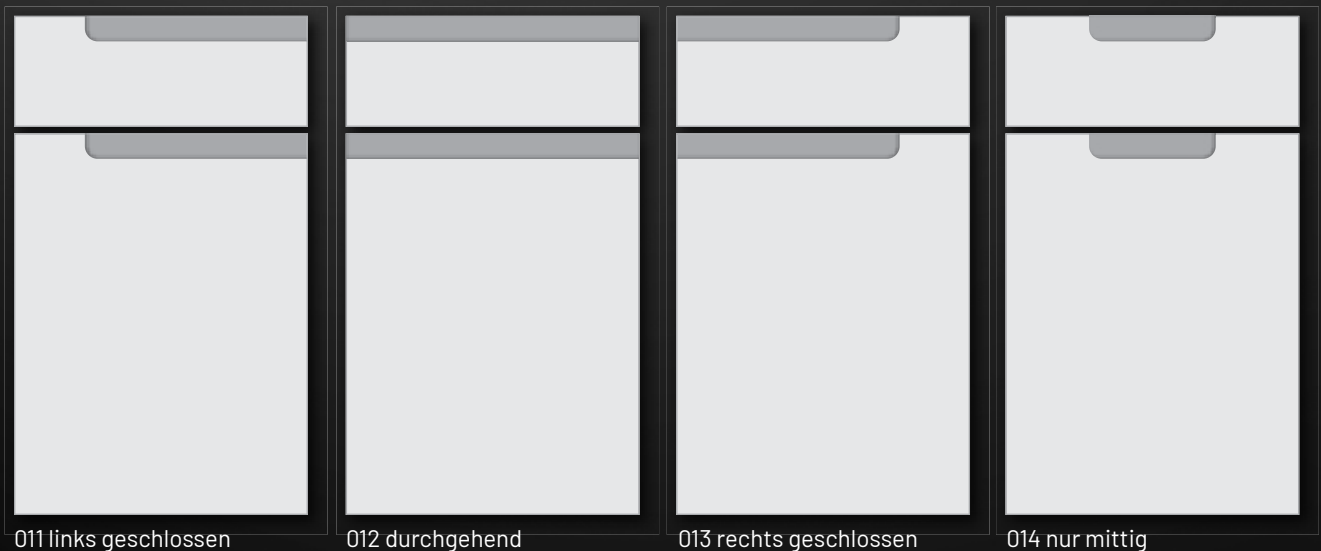 011 links geschlossen
012 durchgehend
013 rechts geschlossen
014 nur mittig